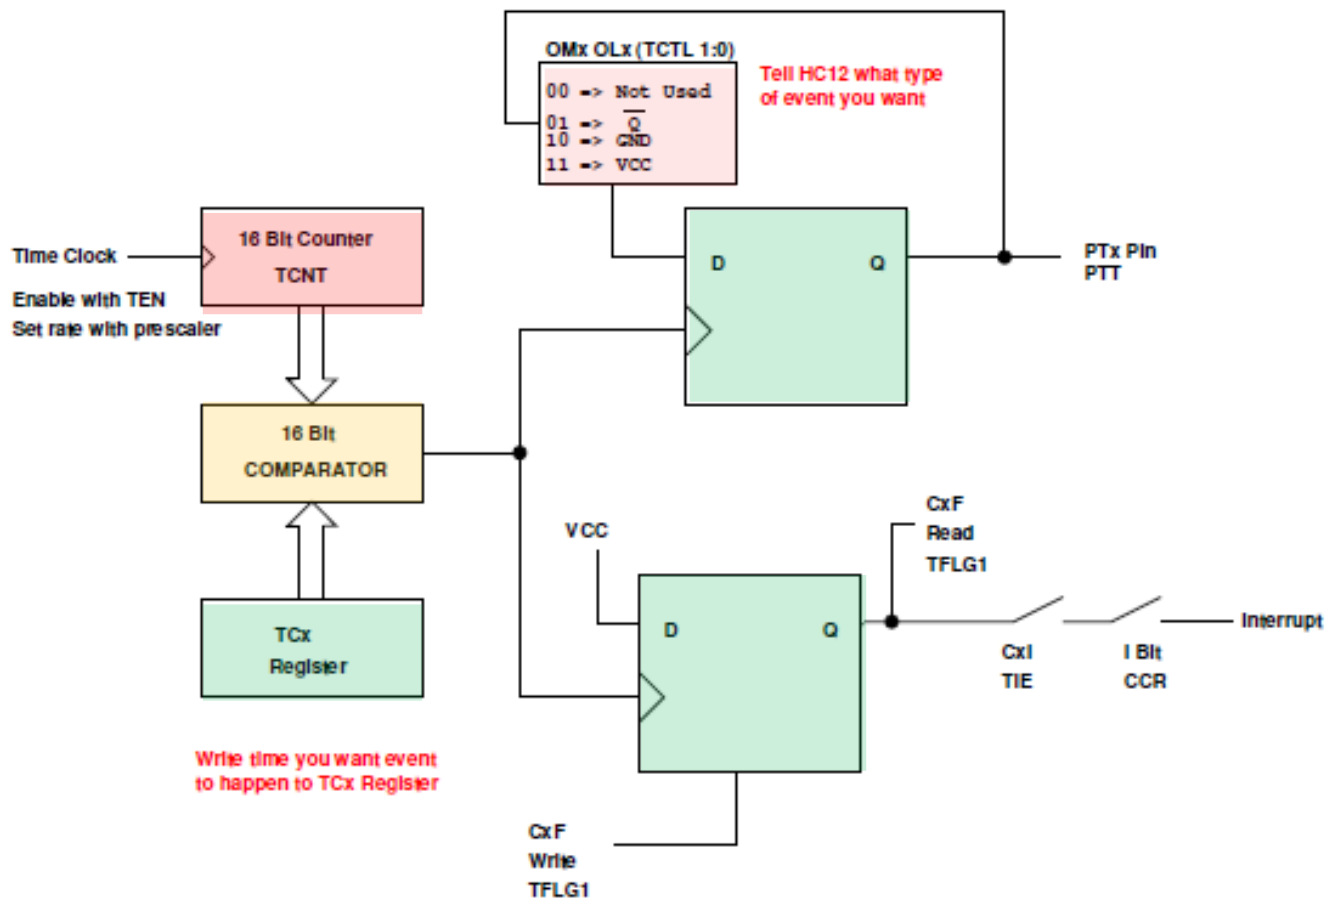 OMx OLx (TCTL 1:0)
00 => Not Used
01 => Q̅
10 => GND
11 => VCC
Tell HC12 what type
of event you want
16 Bit Counter
TCNT
Time Clock
Enable with TEN
Set rate with prescaler
D
Q
PTx Pin
PTT
16 Bit
COMPARATOR
TCx
Register
Write time you want event
to happen to TCx Register
VCC
D
Q
CxF
Read
TFLG1
CxI
TIE
I Bit
CCR
Interrupt
CxF
Write
TFLG1